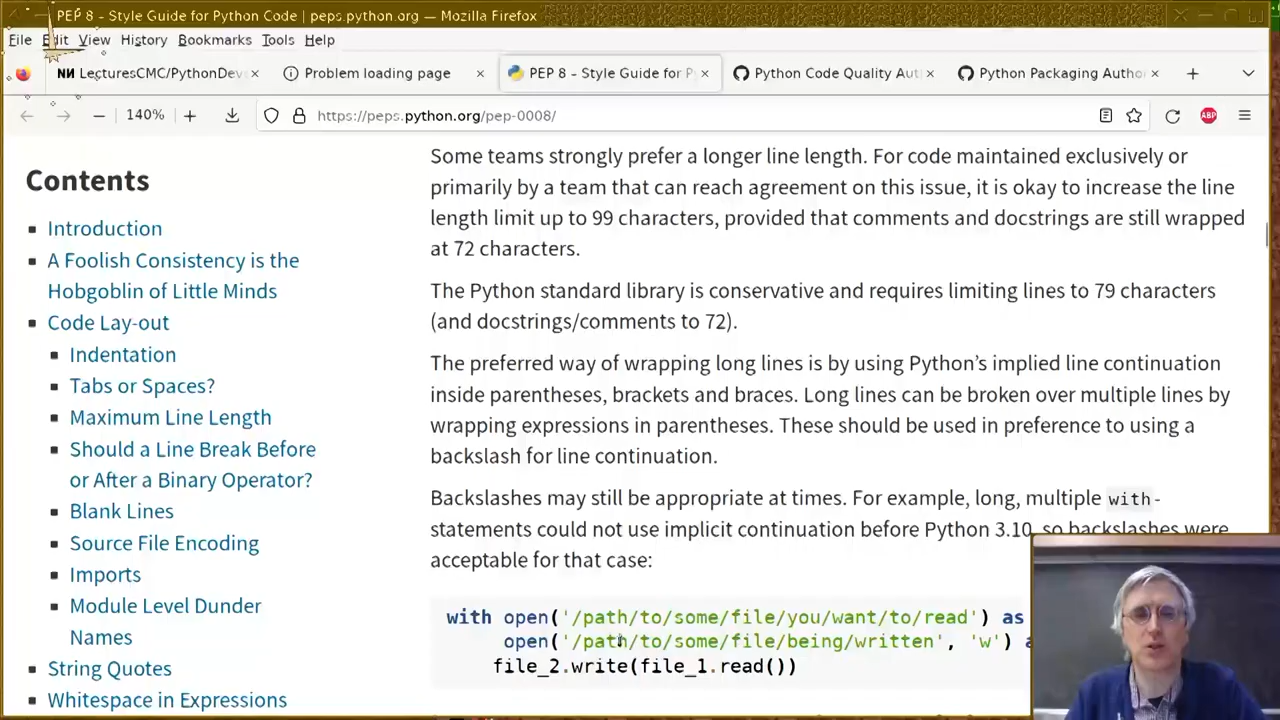 PEP 8 – Style Guide for Python Code | peps.python.org — Mozilla Firefox
File Edit View History Bookmarks Tools Help
LecturesCMC/PythonDev
Problem loading page
PEP 8 – Style Guide for P
Python Code Quality Aut
Python Packaging Autho
140%
https://peps.python.org/pep-0008/
ABP
Contents
Introduction
A Foolish Consistency is the
Hobgoblin of Little Minds
Code Lay-out
Indentation
Tabs or Spaces?
Maximum Line Length
Should a Line Break Before
or After a Binary Operator?
Blank Lines
Source File Encoding
Imports
Module Level Dunder
Names
String Quotes
Whitespace in Expressions
Some teams strongly prefer a longer line length. For code maintained exclusively or
primarily by a team that can reach agreement on this issue, it is okay to increase the line
length limit up to 99 characters, provided that comments and docstrings are still wrapped
at 72 characters.
The Python standard library is conservative and requires limiting lines to 79 characters
(and docstrings/comments to 72).
The preferred way of wrapping long lines is by using Python’s implied line continuation
inside parentheses, brackets and braces. Long lines can be broken over multiple lines by
wrapping expressions in parentheses. These should be used in preference to using a
backslash for line continuation.
Backslashes may still be appropriate at times. For example, long, multiple with-
statements could not use implicit continuation before Python 3.10, so backslashes were
acceptable for that case:
with open('/path/to/some/file/you/want/to/read') as
open('/path/to/some/file/being/written', 'w') a
file_2.write(file_1.read())